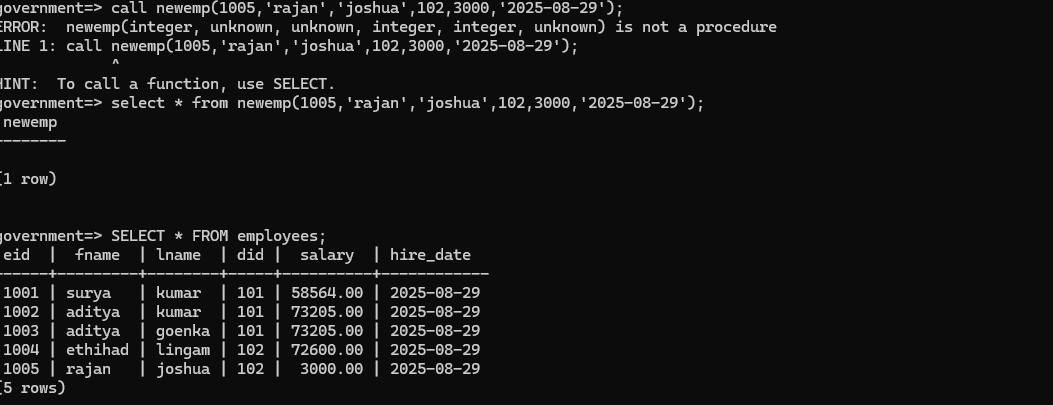 government=> call newemp(1005,'rajan','joshua',102,3000,'2025-08-29');
ERROR:  newemp(integer, unknown, unknown, integer, integer, unknown) is not a procedure
LINE 1: call newemp(1005,'rajan','joshua',102,3000,'2025-08-29');
             ^
HINT:  To call a function, use SELECT.
government=> select * from newemp(1005,'rajan','joshua',102,3000,'2025-08-29');
 newemp
--------

(1 row)


government=> SELECT * FROM employees;
 eid  |  fname  | lname  | did |  salary  | hire_date
------+---------+--------+-----+----------+------------
 1001 | surya   | kumar  | 101 | 58564.00 | 2025-08-29
 1002 | aditya  | kumar  | 101 | 73205.00 | 2025-08-29
 1003 | aditya  | goenka | 101 | 73205.00 | 2025-08-29
 1004 | ethihad | lingam | 102 | 72600.00 | 2025-08-29
 1005 | rajan   | joshua | 102 |  3000.00 | 2025-08-29
(5 rows)